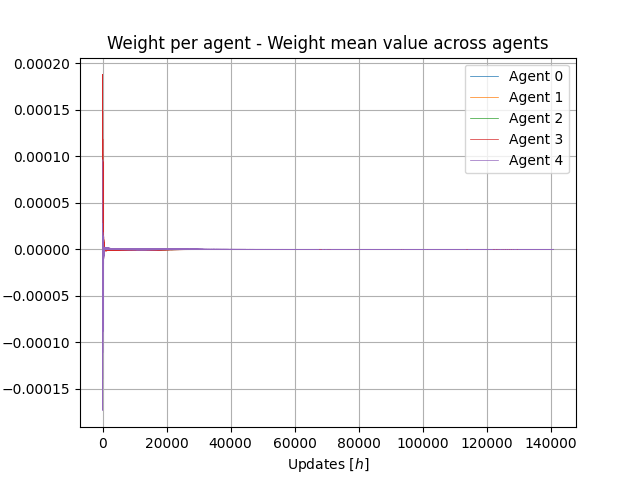 Weight per agent - Weight mean value across agents
0.00020
0.00015
0.00010
0.00005
0.00000
−0.00005
−0.00010
−0.00015
Agent 0
Agent 1
Agent 2
Agent 3
Agent 4
0 20000 40000 60000 80000 100000 120000 140000
Updates [h]